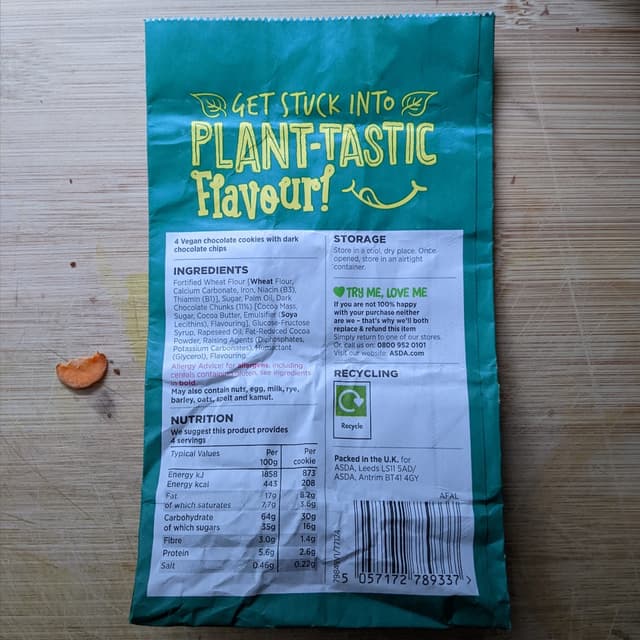 GET STUCK INTO
PLANT-TASTIC
Flavour!
4 Vegan chocolate cookies with dark
chocolate chips
INGREDIENTS
Fortified Wheat Flour [Wheat Flour,
Calcium Carbonate, Iron, Niacin (B3),
Thiamin (B1)], Sugar, Palm Oil, Dark
Chocolate Chunks (11%) [Cocoa Mass,
Sugar, Cocoa Butter, Emulsifier (Soya
Lecithins), Flavouring], Glucose-Fructose
Syrup, Rapeseed Oil, Fat-Reduced Cocoa
Powder, Raising Agents (Diphosphates,
Potassium Carbonates), Humectant
(Glycerol), Flavouring.
Allergy Advice! For allergens, including
cereals containing gluten, see ingredients
in bold.
May also contain nuts, egg, milk, rye,
barley, oats, spelt and kamut.
NUTRITION
We suggest this product provides
4 servings
Typical Values Per 100g Per cookie
Energy kJ 1858 873
Energy kcal 443 208
Fat 17g 8.2g
of which saturates 7.7g 3.6g
Carbohydrate 64g 30g
of which sugars 35g 16g
Fibre 3.0g 1.4g
Protein 5.6g 2.6g
Salt 0.46g 0.22g
STORAGE
Store in a cool, dry place. Once
opened, store in an airtight
container.
TRY ME, LOVE ME
If you are not 100% happy
with your purchase neither
are we – that's why we'll both
replace & refund this item
Simply return to one of our stores.
Or call us on: 0800 952 0101
Visit our website: ASDA.com
RECYCLING
Recycle
Packed in the U.K. for
ASDA, Leeds LS11 5AD/
ASDA, Antrim BT41 4GY
AFAL
5 057172 789337 >